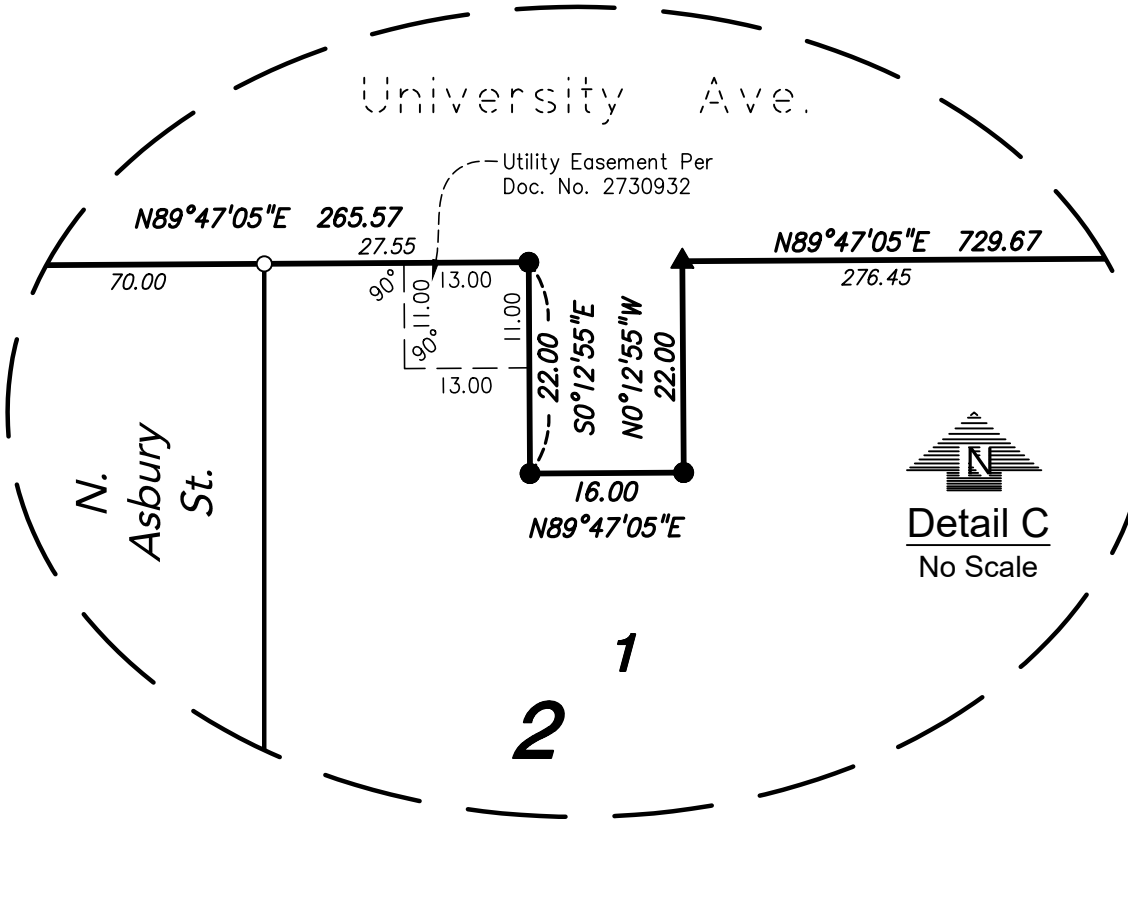 University Ave.
Utility Easement Per
Doc. No. 2730932
N89°47'05"E 265.57
27.55
N89°47'05"E 729.67
70.00
90°
11.00
13.00
276.45
11.00
90°
13.00
22.00
S0°12'55"E
N0°12'55"W
22.00
16.00
N89°47'05"E
N.
Asbury
St.
N
Detail C
No Scale
1
2